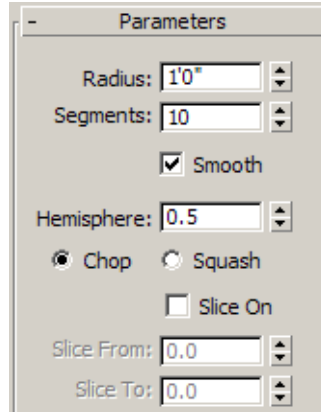 - Parameters
Radius: 1'0"
Segments: 10
Smooth
Hemisphere: 0.5
Chop Squash
Slice On
Slice From: 0.0
Slice To: 0.0